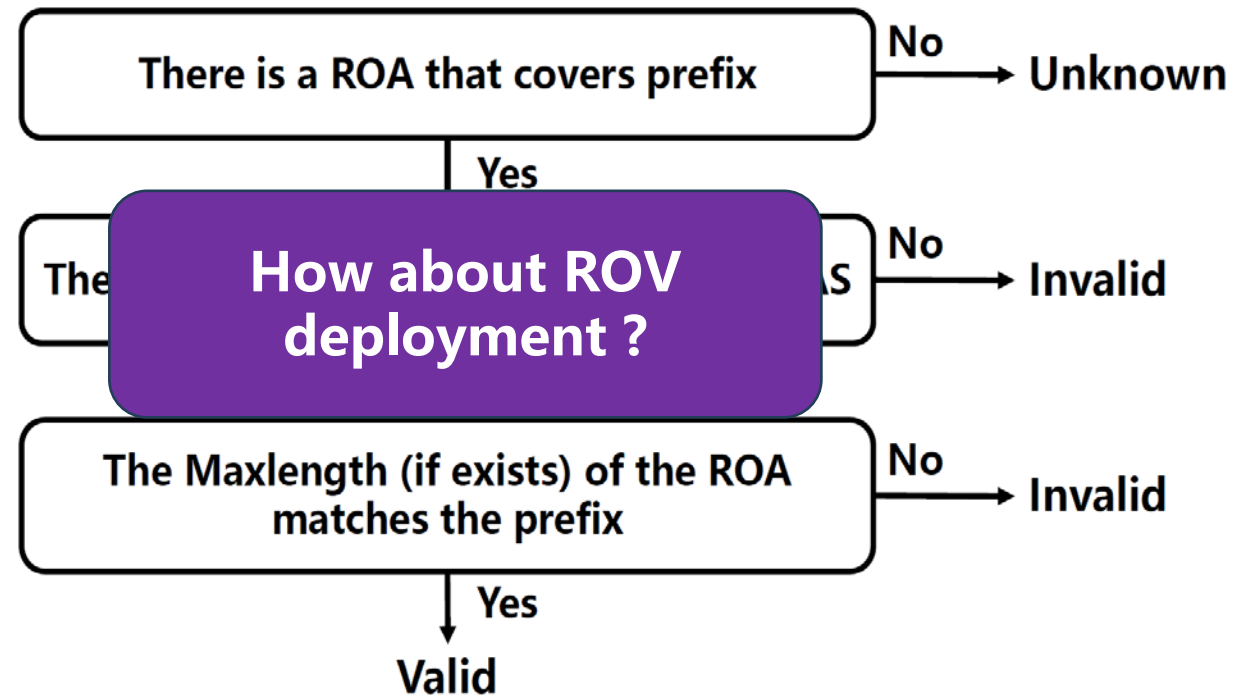 There is a ROA that covers prefix
No
Unknown
Yes
The
How about ROV
deployment ?
AS
No
Invalid
The Maxlength (if exists) of the ROA
matches the prefix
No
Invalid
Yes
Valid